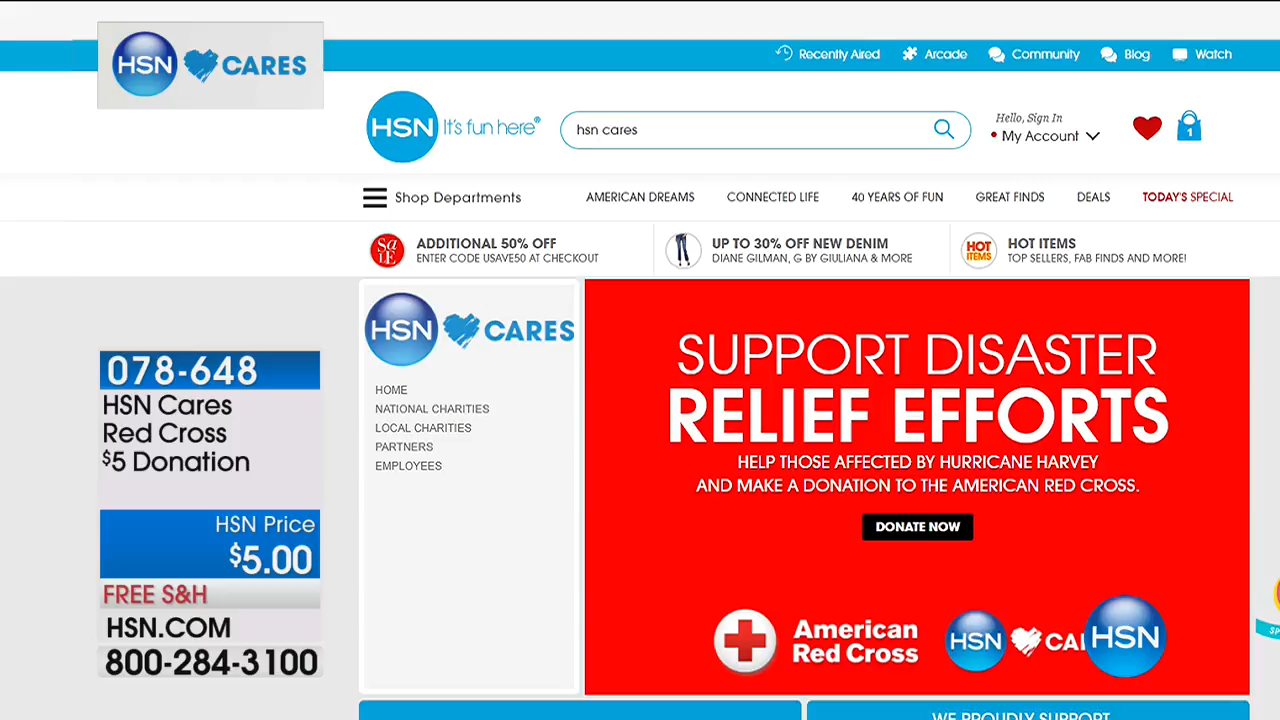 HSN CARES
Recently Aired
Arcade
Community
Blog
Watch
HSN It's fun here®
hsn cares
Hello, Sign In
My Account
1
Shop Departments
AMERICAN DREAMS
CONNECTED LIFE
40 YEARS OF FUN
GREAT FINDS
DEALS
TODAY'S SPECIAL
SALE
ADDITIONAL 50% OFF
ENTER CODE USAVE50 AT CHECKOUT
UP TO 30% OFF NEW DENIM
DIANE GILMAN, G BY GIULIANA & MORE
HOT
ITEMS
HOT ITEMS
TOP SELLERS, FAB FINDS AND MORE!
078-648
HSN Cares
Red Cross
$5 Donation
HSN Price
$5.00
FREE S&H
HSN.COM
800-284-3100
HSN CARES
HOME
NATIONAL CHARITIES
LOCAL CHARITIES
PARTNERS
EMPLOYEES
SUPPORT DISASTER
RELIEF EFFORTS
HELP THOSE AFFECTED BY HURRICANE HARVEY
AND MAKE A DONATION TO THE AMERICAN RED CROSS.
DONATE NOW
American
Red Cross
HSN CA
HSN
WE PROUDLY SUPPORT